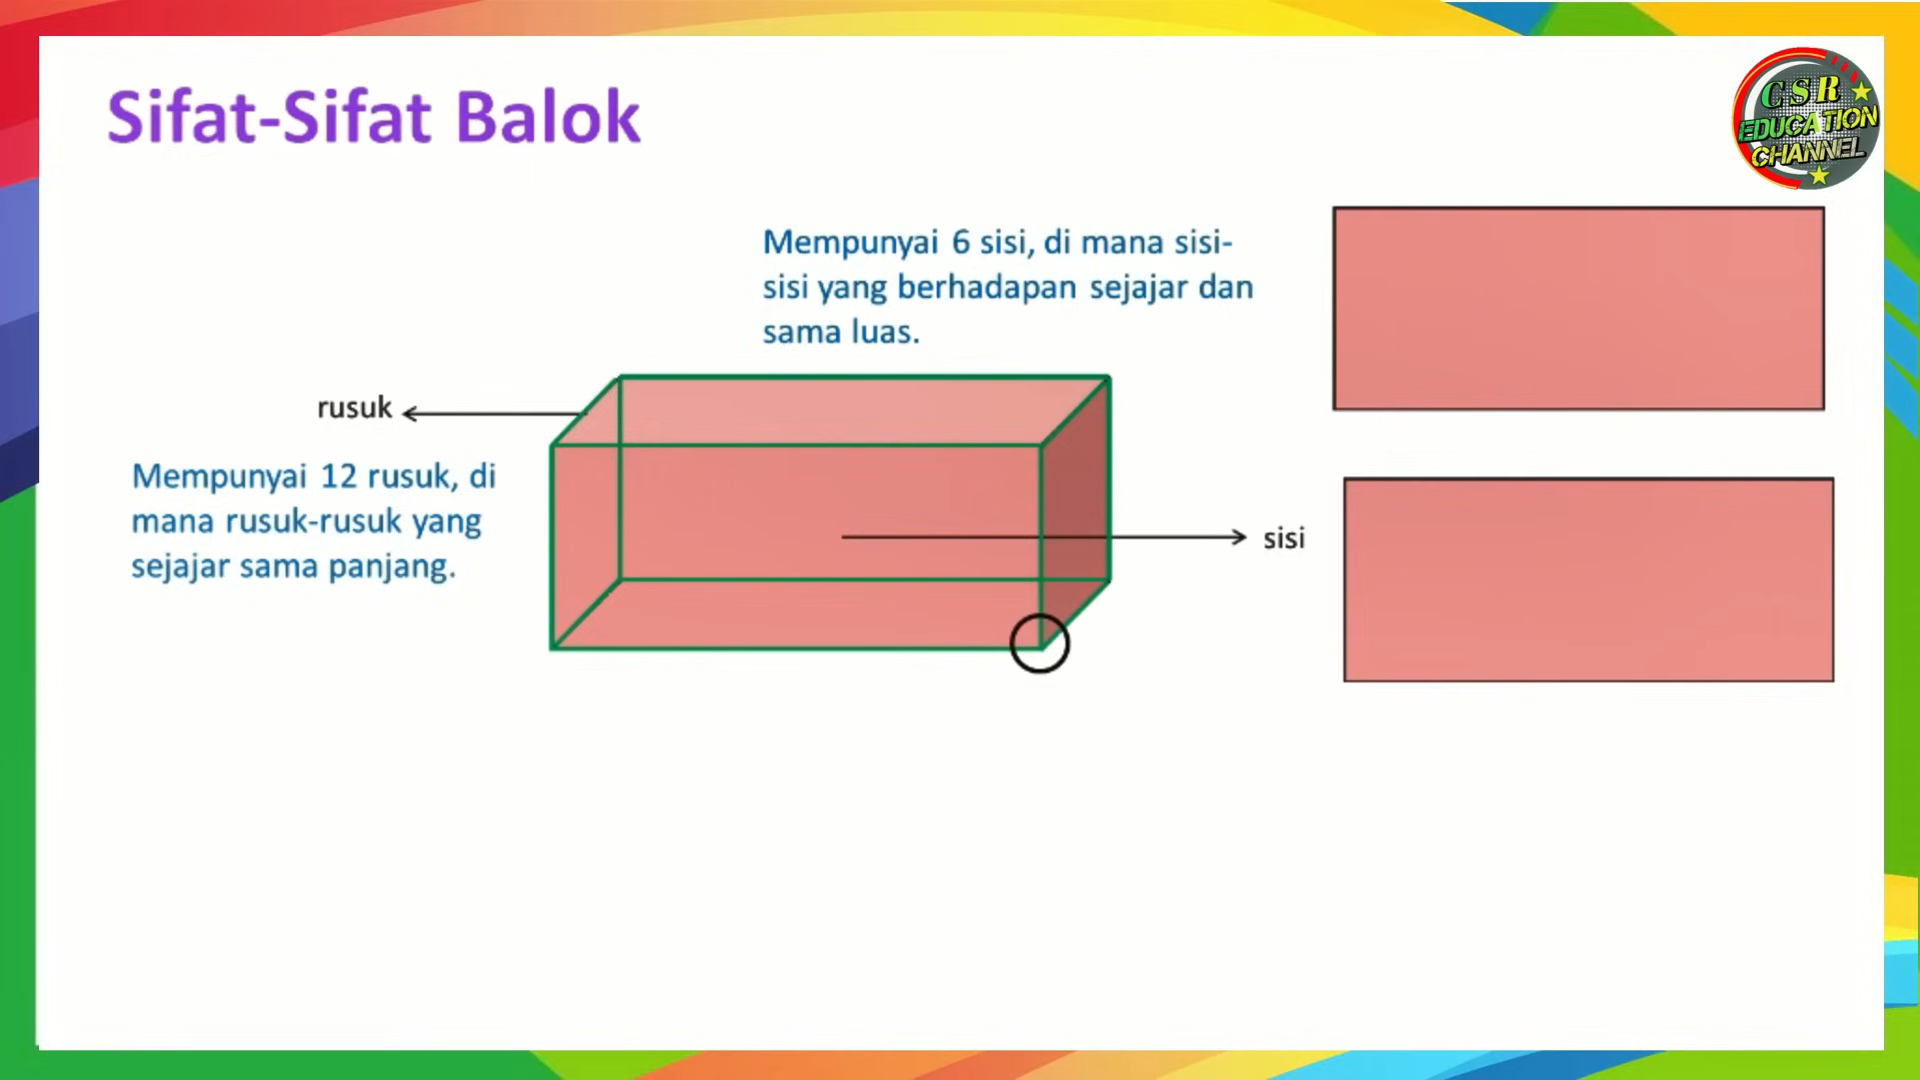 Sifat-Sifat Balok
CSR
EDUCATION
CHANNEL
Mempunyai 6 sisi, di mana sisi-
sisi yang berhadapan sejajar dan
sama luas.
rusuk
Mempunyai 12 rusuk, di
mana rusuk-rusuk yang
sejajar sama panjang.
sisi